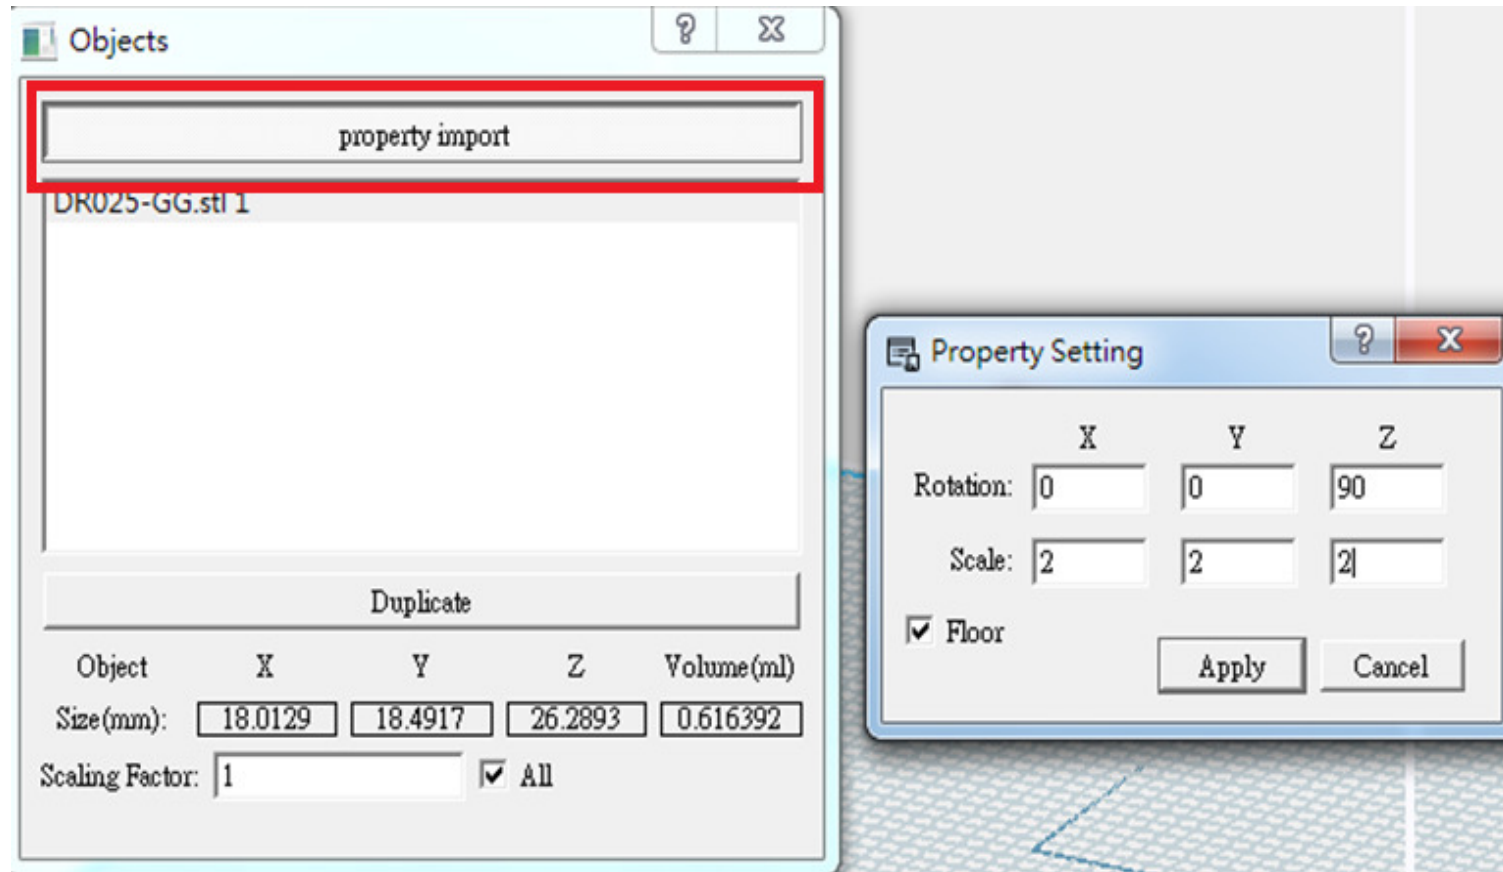 Objects
property import
DR025-GG.stl 1
Duplicate
Object X Y Z Volume(ml)
Size(mm): 18.0129 18.4917 26.2893 0.616392
Scaling Factor: 1 All
Property Setting
X Y Z
Rotation: 0 0 90
Scale: 2 2 2
Floor
Apply Cancel